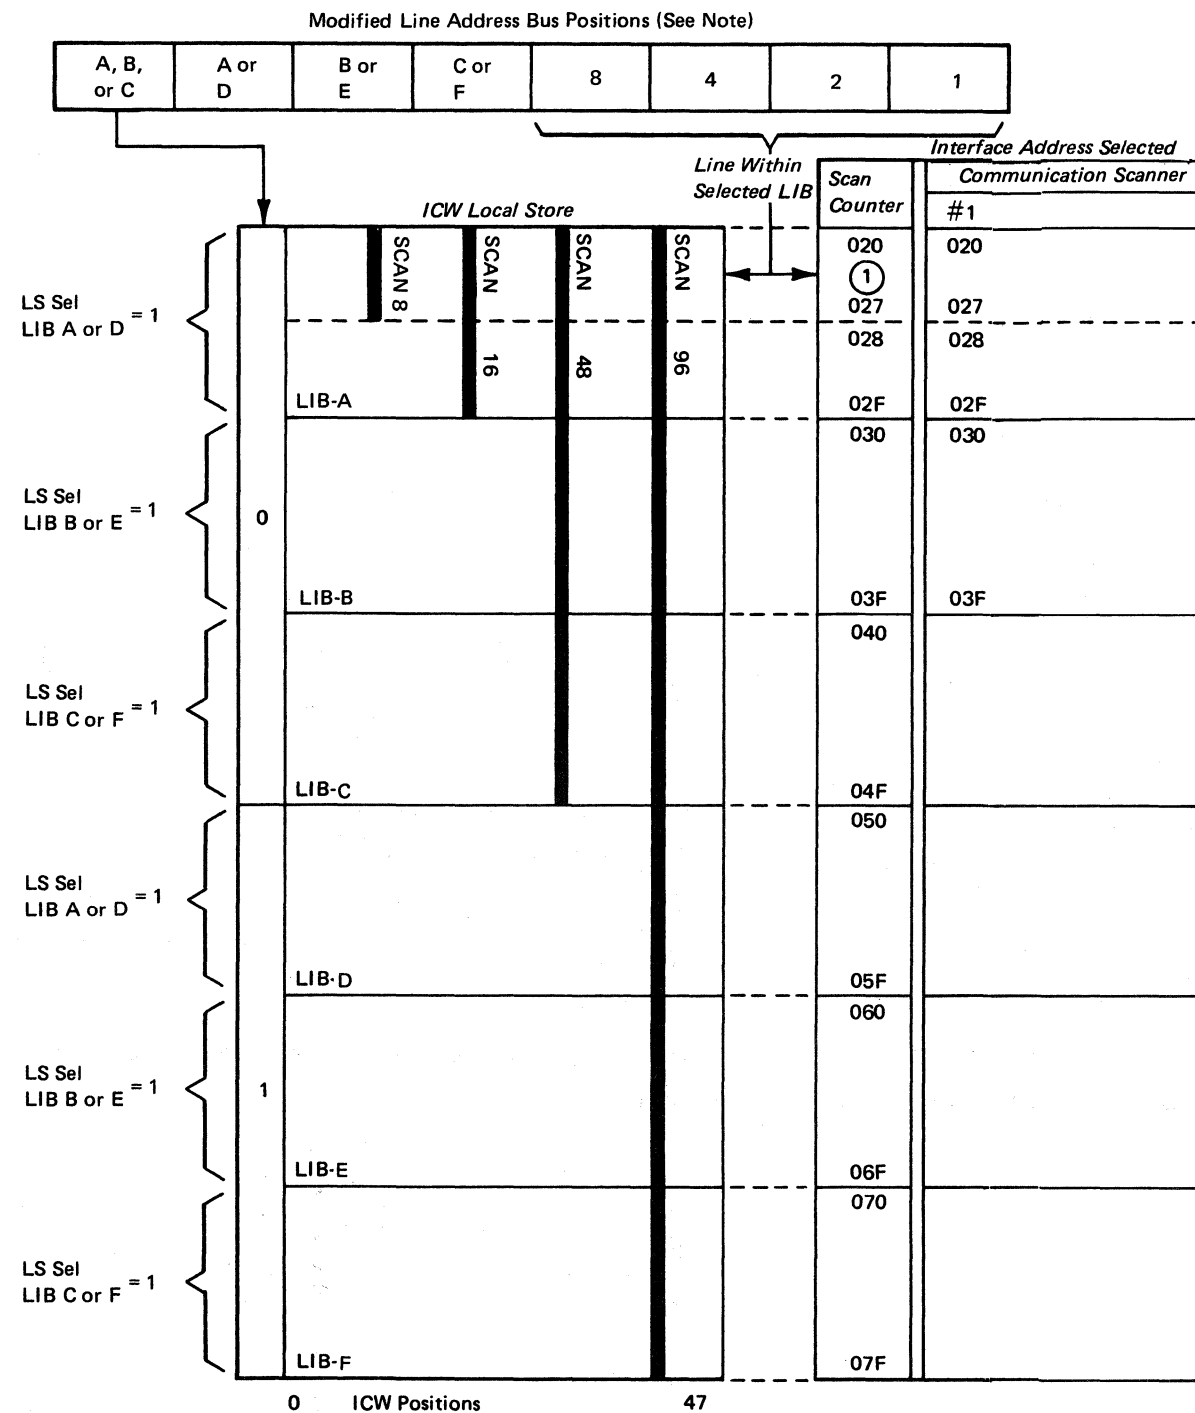 Modified Line Address Bus Positions (See Note)
A, B, or C
A or D
B or E
C or F
8
4
2
1
Interface Address Selected
Line Within Selected LIB
Scan Counter
Communication Scanner
#1
ICW Local Store
LS Sel LIB A or D = 1
SCAN 8
SCAN 16
SCAN 48
SCAN 96
LIB-A
020
1
027
028
02F
020
027
028
02F
LS Sel LIB B or E = 1
0
LIB-B
030
03F
030
03F
LS Sel LIB C or F = 1
LIB-C
040
04F
LS Sel LIB A or D = 1
LIB-D
050
05F
LS Sel LIB B or E = 1
1
LIB-E
060
06F
LS Sel LIB C or F = 1
LIB-F
070
07F
0 ICW Positions 47